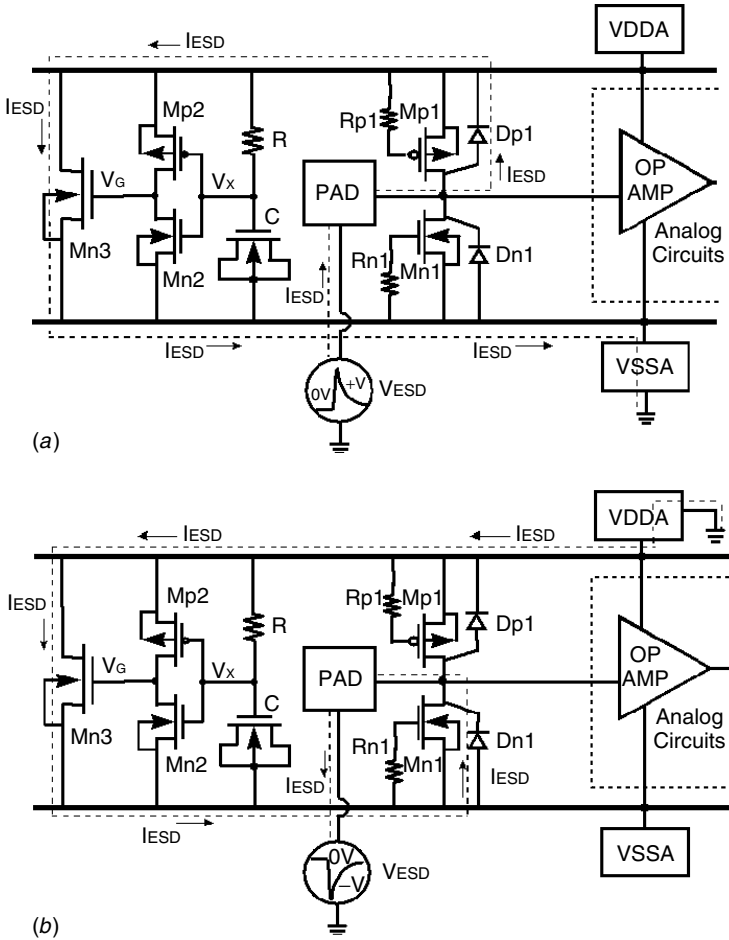 IESD
VDDA
IESD
Mp2
R
Rp1
Mp1
Dp1
IESD
VG
VX
PAD
OP
AMP
C
Analog
Circuits
Mn3
Mn2
Rn1
Mn1
Dn1
IESD
IESD
IESD
VSSA
0V
+V
VESD
(a)
VDDA
IESD
IESD
IESD
Mp2
R
Rp1
Mp1
Dp1
VG
VX
PAD
OP
AMP
C
Analog
Circuits
Mn3
Mn2
Rn1
Mn1
Dn1
IESD
IESD
IESD
VSSA
0V
−V
VESD
(b)